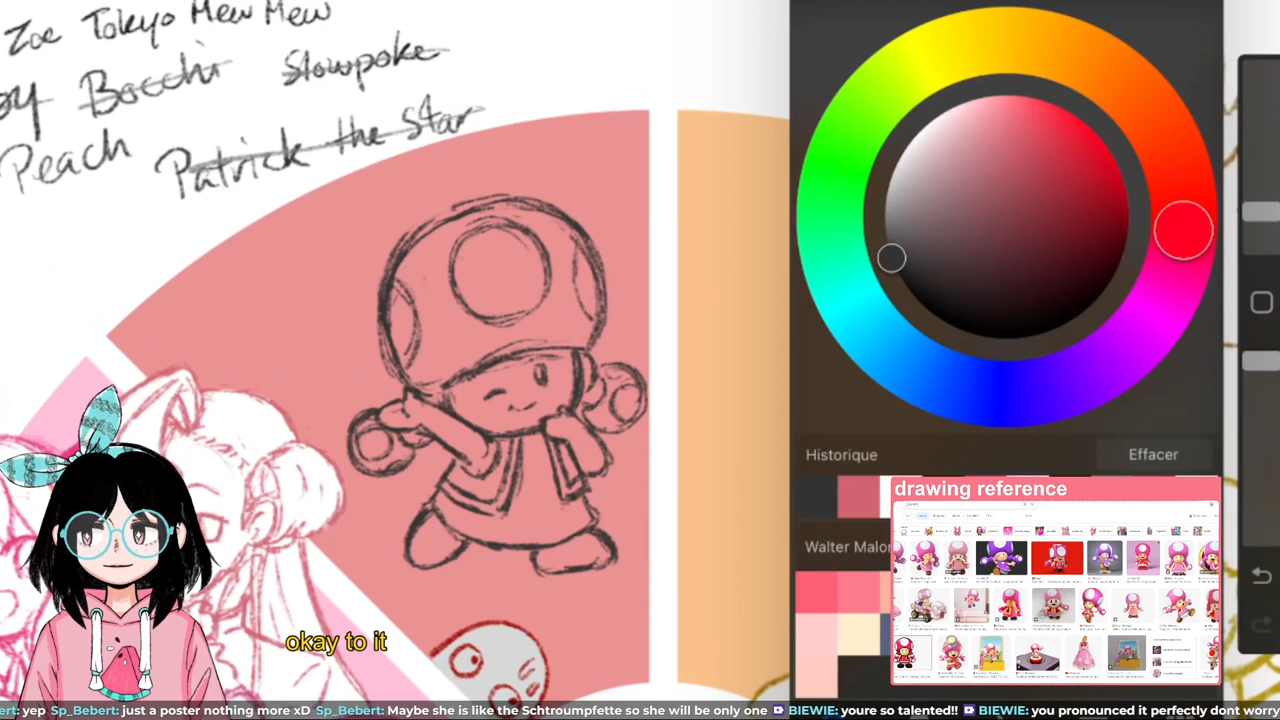 Zoe Tokyo Mew Mew
oy Bocchi Slowpoke
Peach Patrick the Star
Historique Effacer
drawing reference
Walter Malor
okay to it
ert: yep Sp_Bebert: just a poster nothing more xD Sp_Bebert: Maybe she is like the Schtroumpfette so she will be only one BIEWIE: youre so talented!! BIEWIE: you pronounced it perfectly dont worry